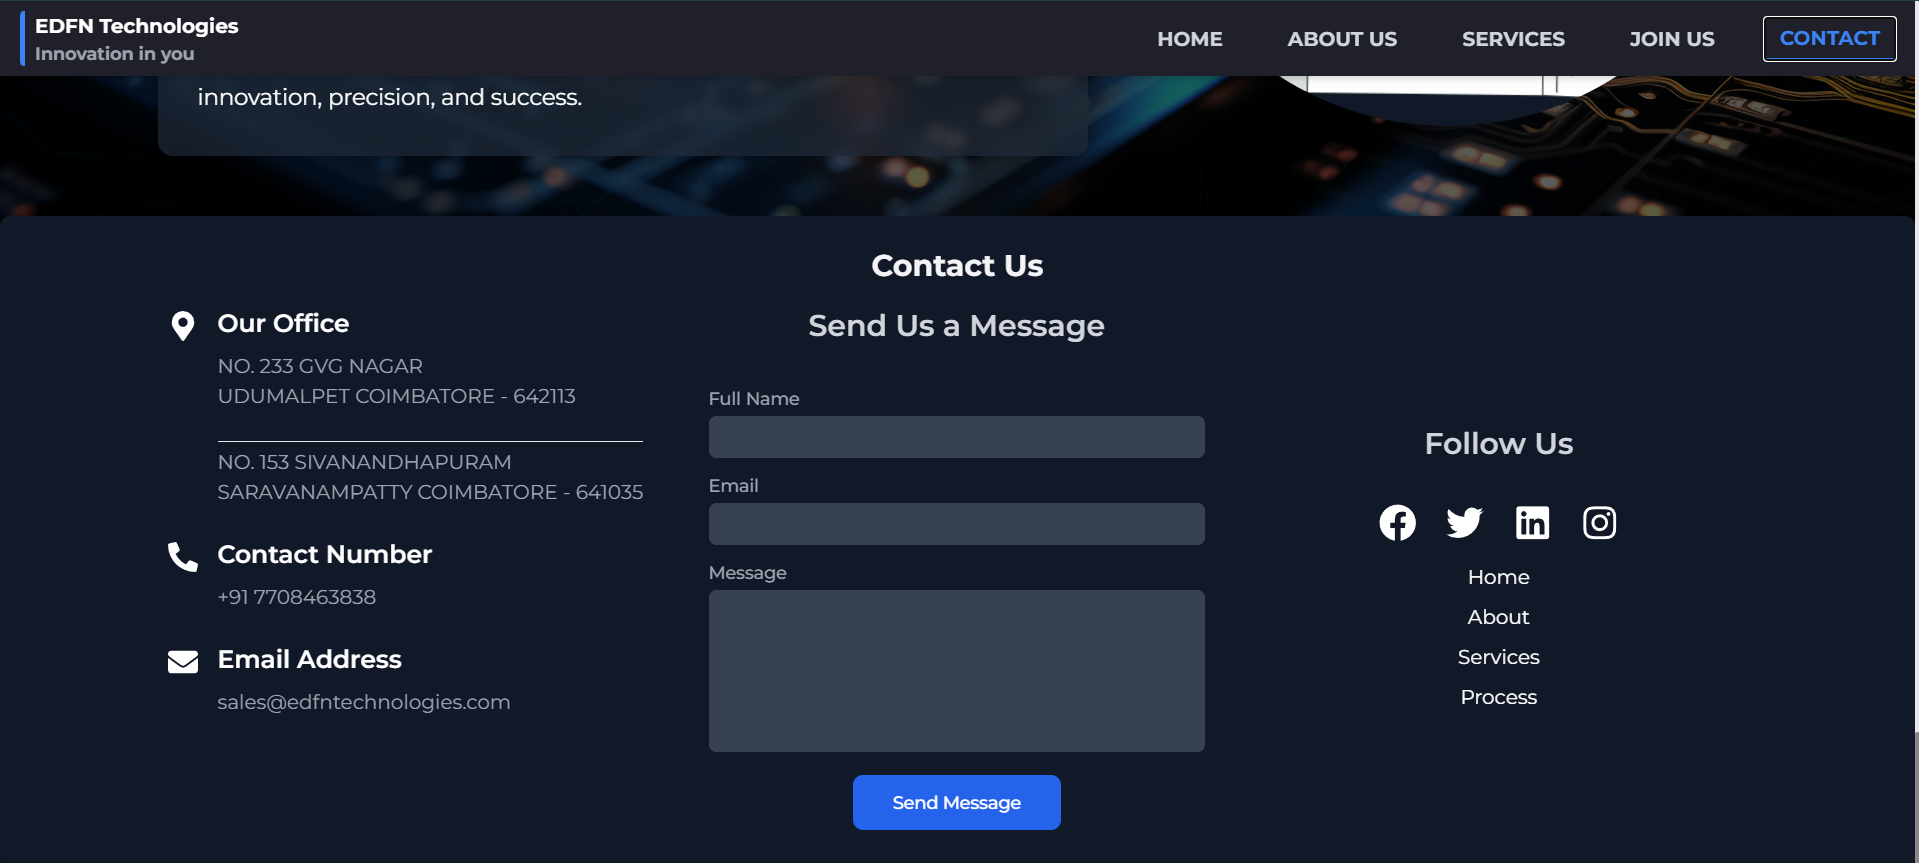 EDFN Technologies
Innovation in you
HOME
ABOUT US
SERVICES
JOIN US
CONTACT
innovation, precision, and success.
Contact Us
Our Office
NO. 233 GVG NAGAR
UDUMALPET COIMBATORE - 642113
NO. 153 SIVANANDHAPURAM
SARAVANAMPATTY COIMBATORE - 641035
Contact Number
+91 7708463838
Email Address
sales@edfntechnologies.com
Send Us a Message
Full Name
Email
Message
Send Message
Follow Us
Home
About
Services
Process